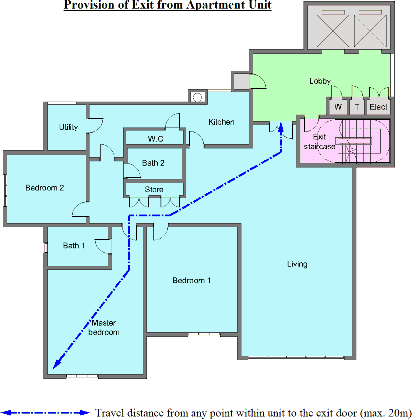 Provision of Exit from Apartment Unit
Lobby
W
T
Elect
Kitchen
Utility
W.C
Exit
staircase
Bath 2
Bedroom 2
Store
Bath 1
Living
Bedroom 1
Master
bedroom
Travel distance from any point within unit to the exit door (max. 20m)